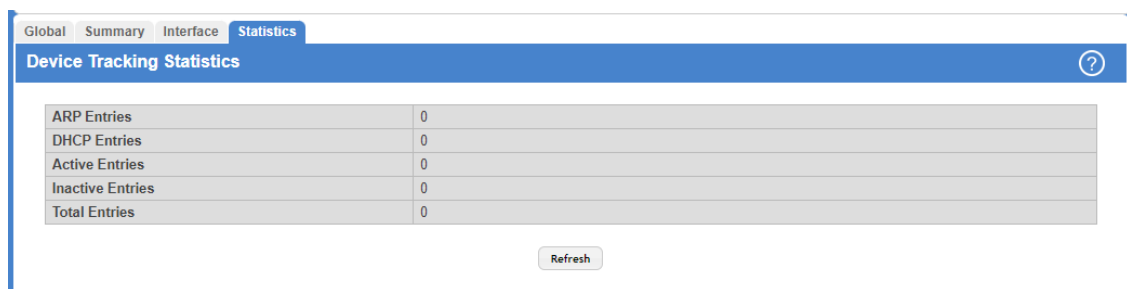 Global Summary Interface Statistics
Device Tracking Statistics ?
ARP Entries 0
DHCP Entries 0
Active Entries 0
Inactive Entries 0
Total Entries 0
Refresh